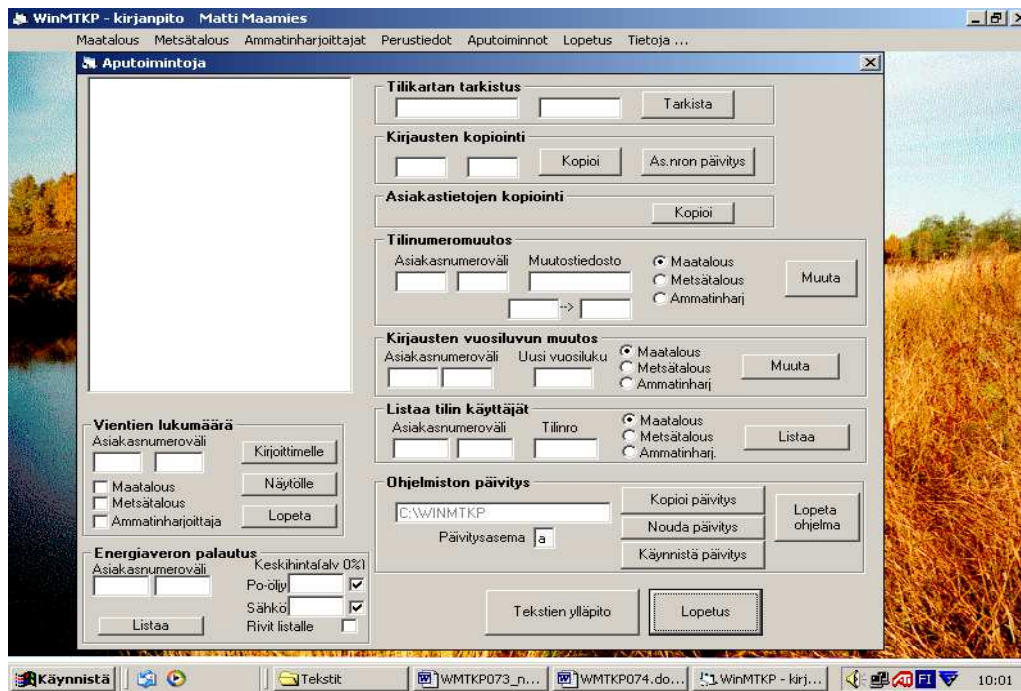 WinMTKP - kirjanpito Matti Maamies
Maatalous Metsätalous Ammatinharjoittajat Perustiedot Aputoiminnot Lopetus Tietoja ...
Aputoimintoja
Tilikartan tarkistus
Tarkista
Kirjausten kopiointi
Kopioi As.nron päivitys
Asiakastietojen kopiointi
Kopioi
Tilinumeromuutos
Asiakasnumeroväli Muutostiedosto
Maatalous
Metsätalous
Ammatinharj
-->
Muuta
Kirjausten vuosiluvun muutos
Asiakasnumeroväli Uusi vuosiluku
Maatalous
Metsätalous
Ammatinharj
Muuta
Listaa tilin käyttäjät
Asiakasnumeroväli Tilinro
Maatalous
Metsätalous
Ammatinharj.
Listaa
Vientien lukumäärä
Asiakasnumeroväli
Kirjoittimelle
Näytölle
Lopeta
Maatalous
Metsätalous
Ammatinharjoittaja
Ohjelmiston päivitys
C:\WINMTKP
Päivitysasema a
Kopioi päivitys
Nouda päivitys
Käynnistä päivitys
Lopeta
ohjelma
Energiaveron palautus
Asiakasnumeroväli Keskihinta(alv 0%)
Po-öljy
Sähkö
Listaa Rivit listalle
Tekstien ylläpito Lopetus
Käynnistä Tekstit WMTKP073_n... WMTKP074.do... WinMTKP - kirj... FI 10:01